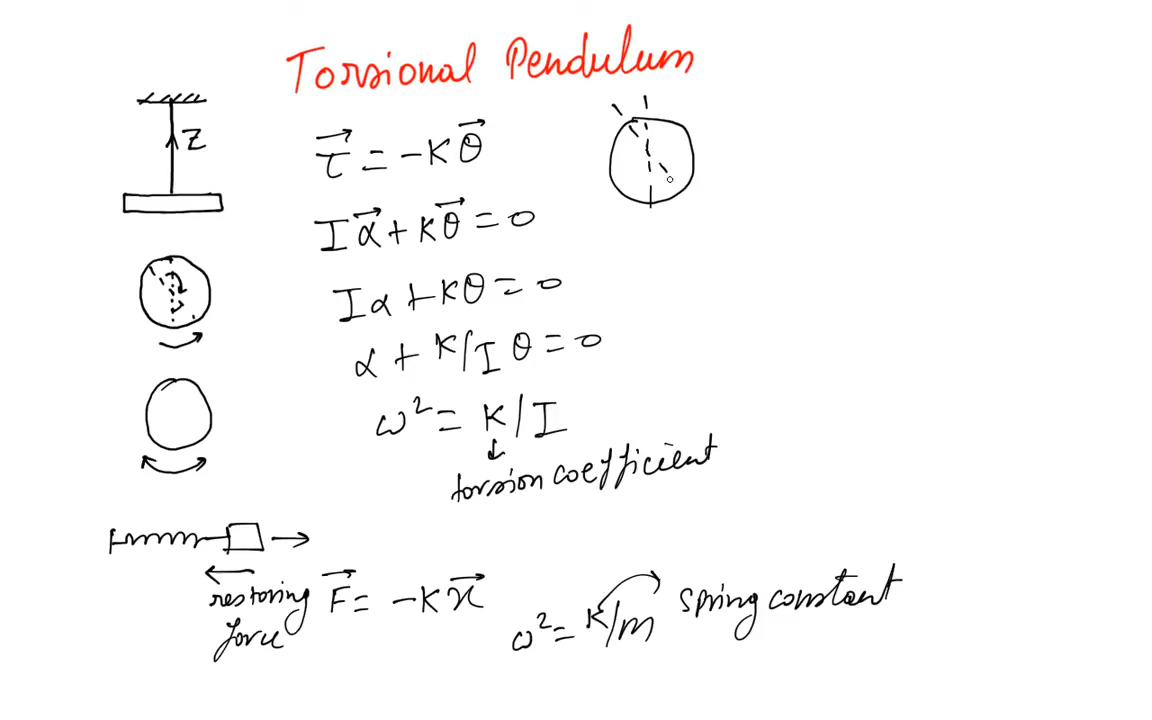 Torsional Pendulum
Z
τ⃗ = -Kθ⃗
Iα⃗ + Kθ⃗ = 0
Iα + Kθ = 0
α + K/I θ = 0
ω² = K/I
↓
torsion coefficient
restoring force
F⃗ = -Kx⃗
ω² = K/m
spring constant